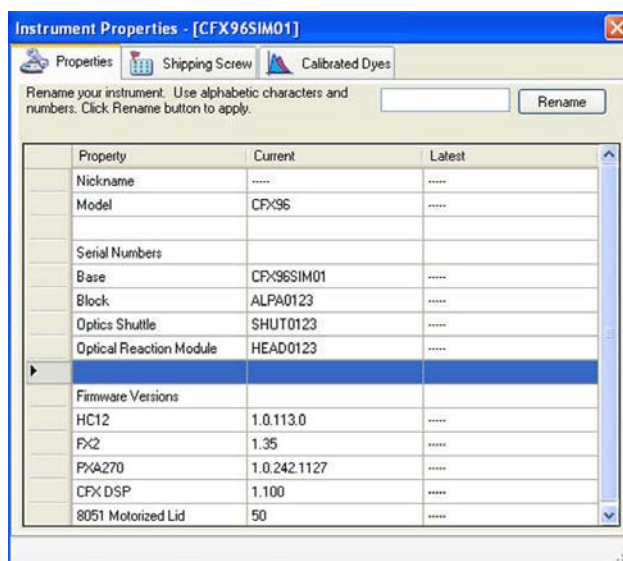 Instrument Properties - [CFX96SIM01]
Properties Shipping Screw Calibrated Dyes
Rename your instrument. Use alphabetic characters and
numbers. Click Rename button to apply.
Rename
Property Current Latest
Nickname ----- -----
Model CFX96 -----
Serial Numbers
Base CFX96SIM01 -----
Block ALPA0123 -----
Optics Shuttle SHUT0123 -----
Optical Reaction Module HEAD0123 -----
Firmware Versions
HC12 1.0.113.0 -----
FX2 1.35 -----
PXA270 1.0.242.1127 -----
CFX DSP 1.100 -----
8051 Motorized Lid 50 -----